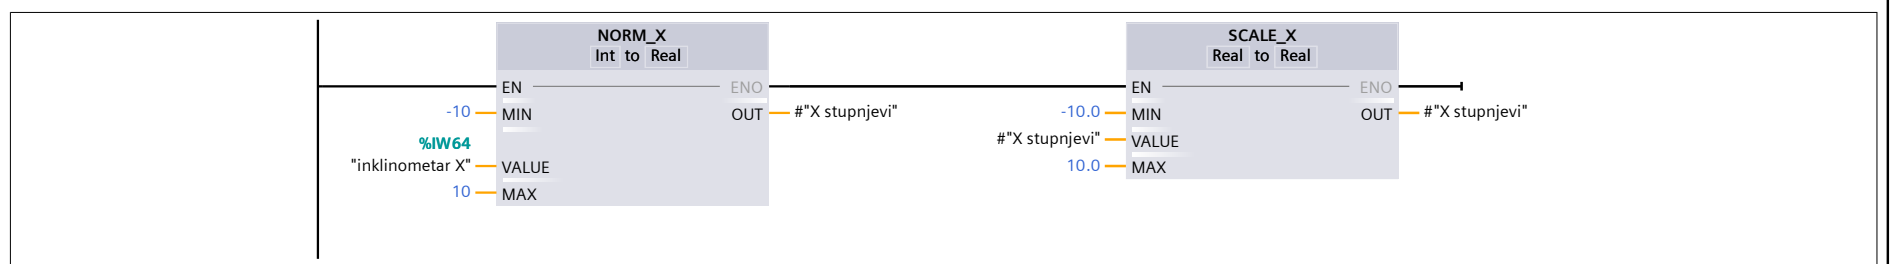 NORM_X
Int to Real
EN
ENO
-10
MIN
OUT
#"X stupnjevi"
%IW64
"inklinometar X"
VALUE
10
MAX
SCALE_X
Real to Real
EN
ENO
-10.0
MIN
OUT
#"X stupnjevi"
#"X stupnjevi"
VALUE
10.0
MAX